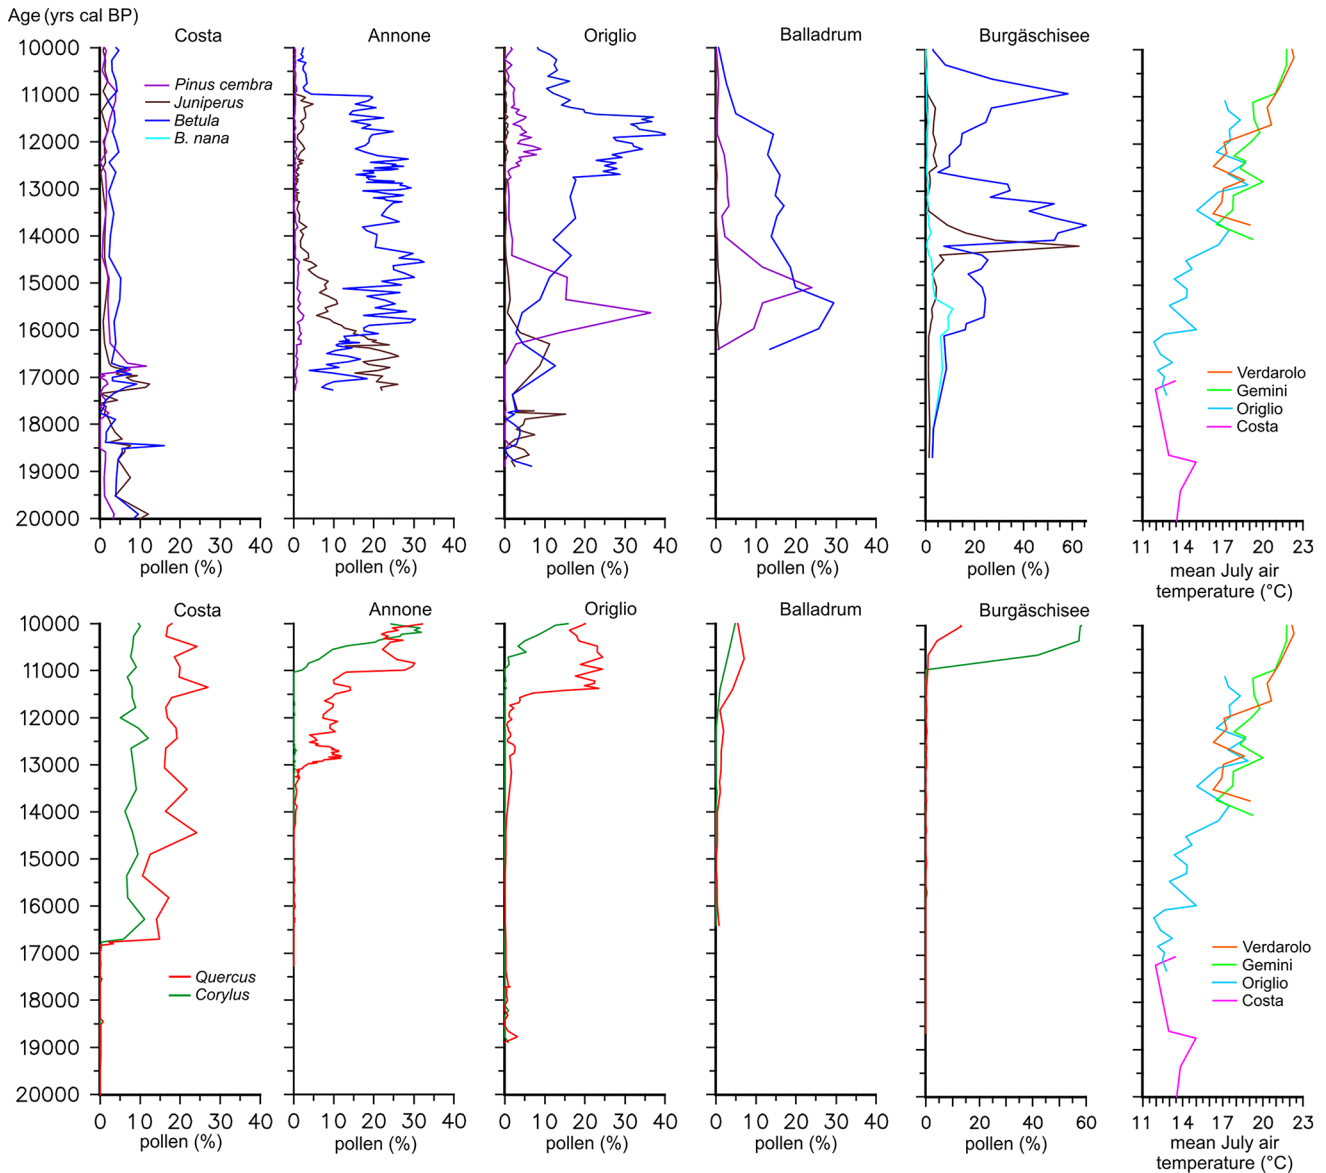 Age (yrs cal BP)
Costa Annone Origlio Balladrum Burgäschisee
10000
11000
12000
13000
14000
15000
16000
17000
18000
19000
20000
Pinus cembra
Juniperus
Betula
B. nana
Verdarolo
Gemini
Origlio
Costa
0 10 20 30 40 0 10 20 30 40 0 10 20 30 40 0 10 20 30 40 0 20 40 60 11 14 17 20 23
pollen (%) pollen (%) pollen (%) pollen (%) pollen (%) mean July air
temperature (°C)
Costa Annone Origlio Balladrum Burgäschisee
10000
11000
12000
13000
14000
15000
16000
17000
18000
19000
20000
Quercus
Corylus
Verdarolo
Gemini
Origlio
Costa
0 10 20 30 40 0 10 20 30 40 0 10 20 30 40 0 10 20 30 40 0 20 40 60 11 14 17 20 23
pollen (%) pollen (%) pollen (%) pollen (%) pollen (%) mean July air
temperature (°C)